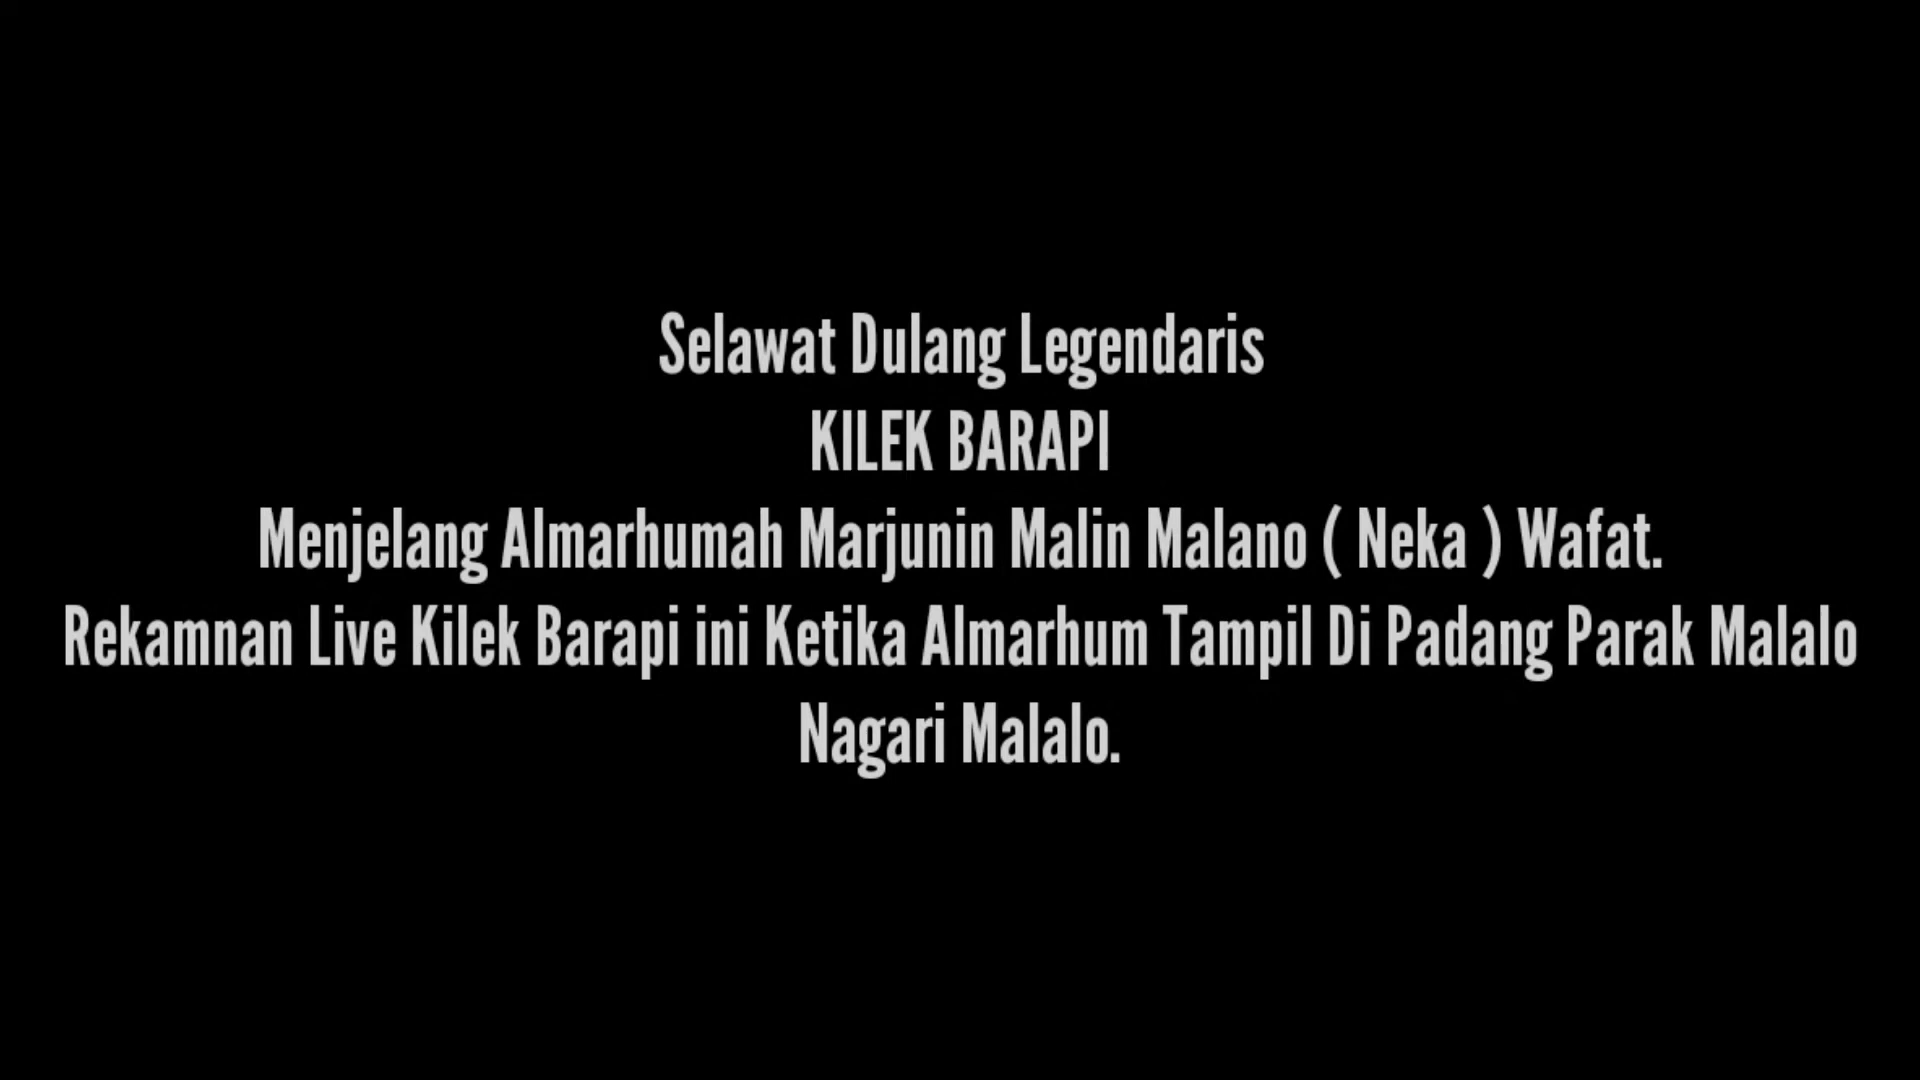 Selawat Dulang Legendaris
KILEK BARAPI
Menjelang Almarhumah Marjunin Malin Malano ( Neka ) Wafat.
Rekamnan Live Kilek Barapi ini Ketika Almarhum Tampil Di Padang Parak Malalo
Nagari Malalo.